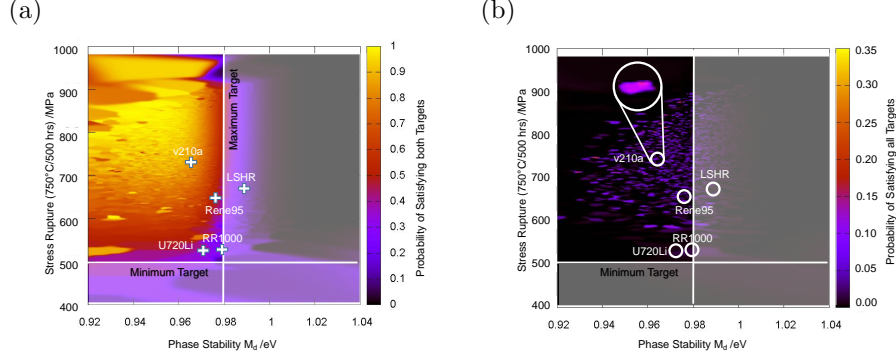 (a)
Stress Rupture (750°C/500 hrs) /MPa
1000
900
800
700
600
500
400
0.92
0.96
0.98
1
1.02
1.04
Phase Stability M_d /eV
v210a
LSHR
Rene95
U720Li
RR1000
Minimum Target
Maximum Target
1
0.9
0.8
0.7
0.6
0.5
0.4
0.3
0.2
0.1
0
Probability of Satisfying both Targets
(b)
Stress Rupture (750°C/500 hrs) /MPa
1000
900
800
700
600
500
400
0.92
0.94
0.96
0.98
1
1.02
1.04
Phase Stability M_d /eV
v210a
LSHR
Rene95
RR1000
U720Li
Minimum Target
0.35
0.30
0.25
0.20
0.15
0.10
0.05
0.00
Probability of Satisfying all Targets